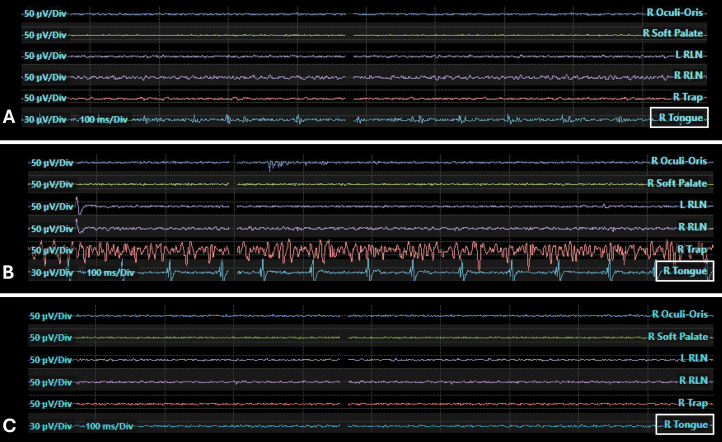 50 µV/Div R Oculi-Oris
50 µV/Div R Soft Palate
50 µV/Div L RLN
50 µV/Div R RLN
50 µV/Div R Trap
A 30 µV/Div 100 ms/Div R Tongue
50 µV/Div R Oculi-Oris
50 µV/Div R Soft Palate
50 µV/Div L RLN
50 µV/Div R RLN
50 µV/Div R Trap
B 30 µV/Div 100 ms/Div R Tongue
50 µV/Div R Oculi-Oris
50 µV/Div R Soft Palate
50 µV/Div L RLN
50 µV/Div R RLN
50 µV/Div R Trap
C 30 µV/Div 100 ms/Div R Tongue